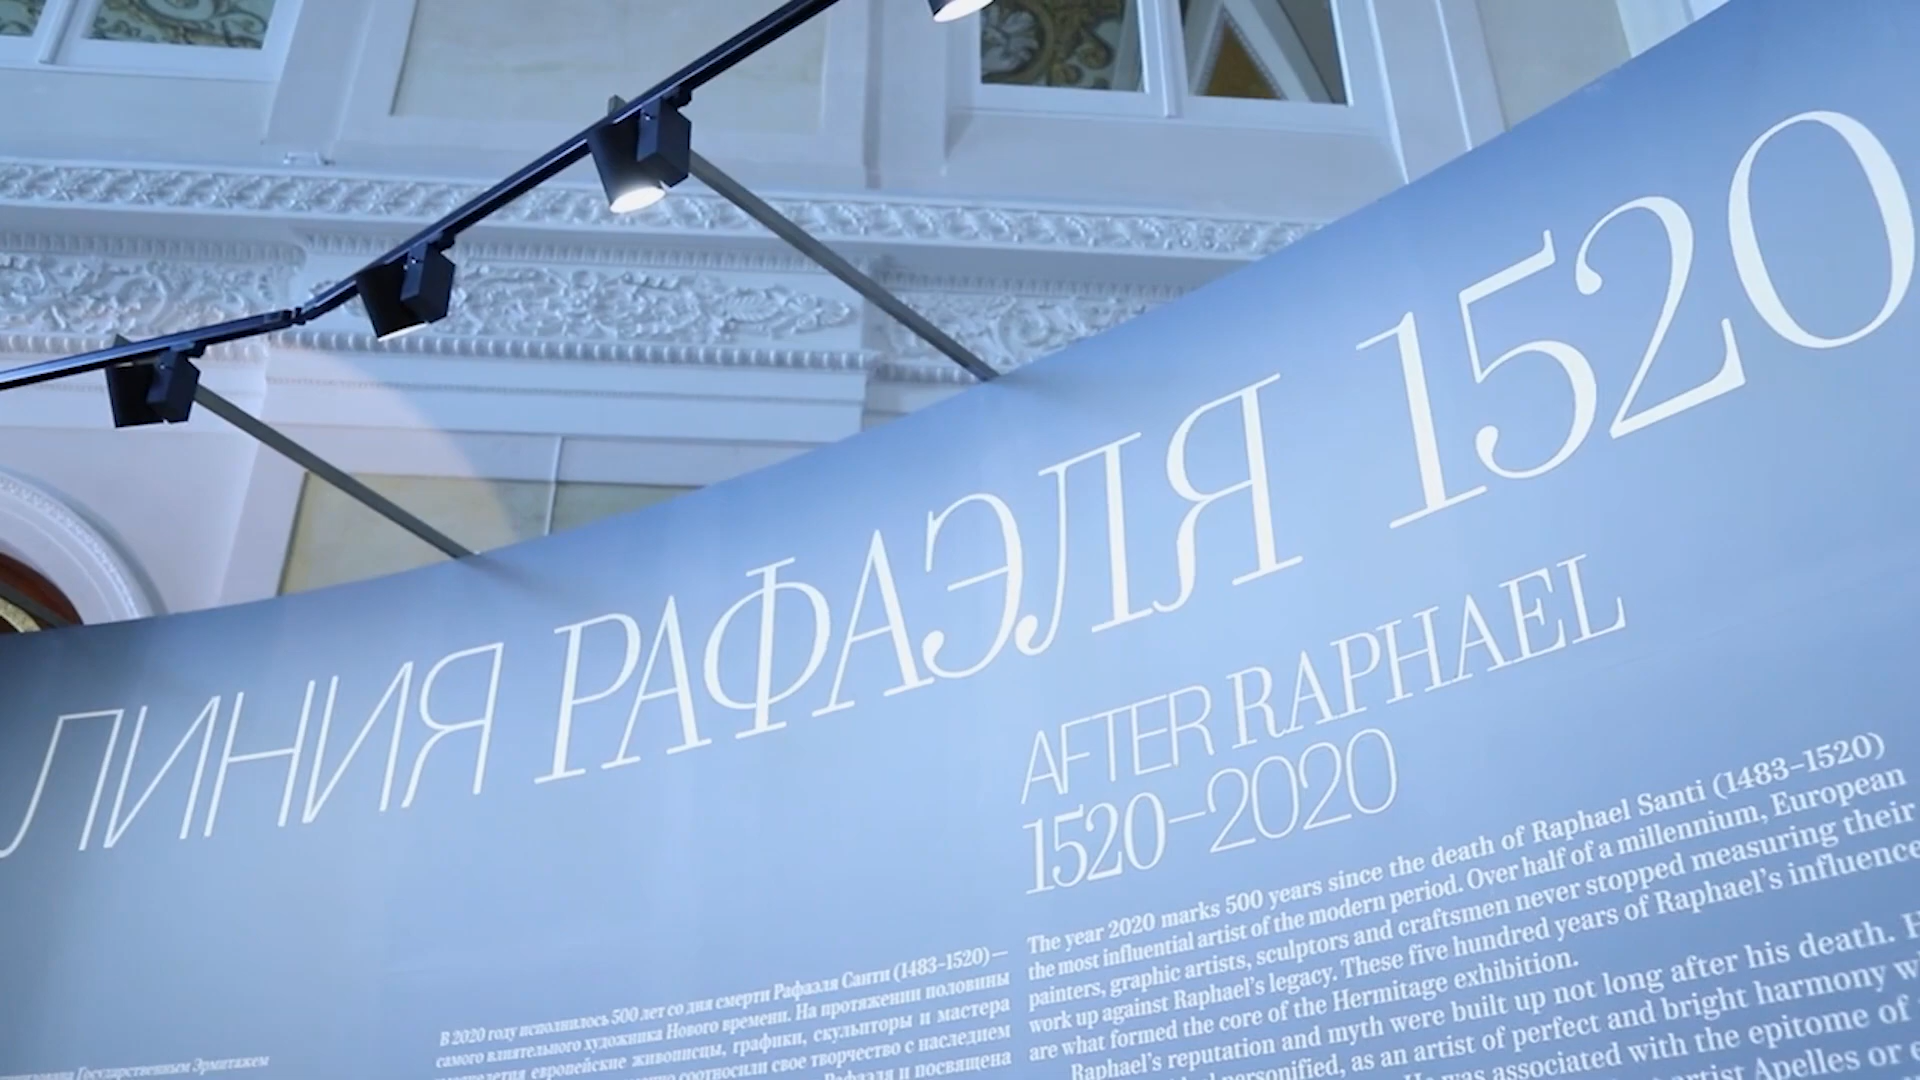 ЛИНИЯ РАФАЭЛЯ 1520
AFTER RAPHAEL
1520–2020
Государственным Эрмитажем
В 2020 году исполнилось 500 лет со дня смерти Рафаэля Санти (1483–1520) —
самого влиятельного художника Нового времени. На протяжении половины
европейские живописцы, графики, скульпторы и мастера
соотносили свое творчество с наследием
Рафаэля и посвящена
The year 2020 marks 500 years since the death of Raphael Santi (1483–1520)
the most influential artist of the modern period. Over half of a millennium, European
painters, graphic artists, sculptors and craftsmen never stopped measuring their
work up against Raphael's legacy. These five hundred years of Raphael's influence
are what formed the core of the Hermitage exhibition.
Raphael's reputation and myth were built up not long after his death.
personified, as an artist of perfect and bright harmony
was associated with the epitome of
artist Apelles or